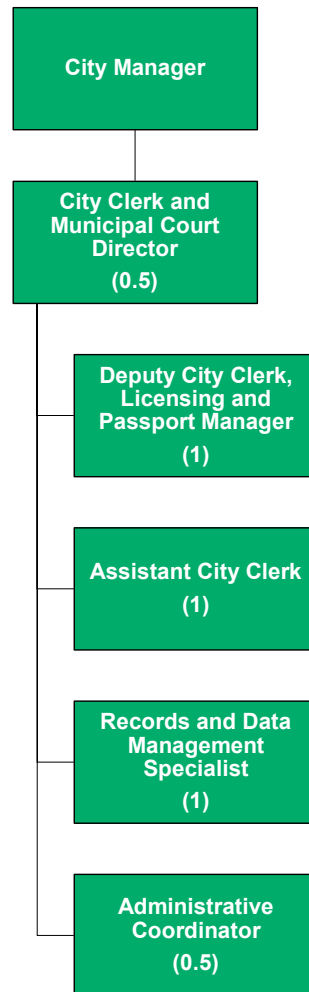 City Manager
City Clerk and
Municipal Court
Director
(0.5)
Deputy City Clerk,
Licensing and
Passport Manager
(1)
Assistant City Clerk
(1)
Records and Data
Management
Specialist
(1)
Administrative
Coordinator
(0.5)